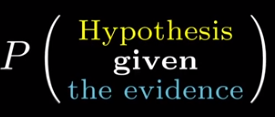 P ( Hypothesis
given
the evidence )